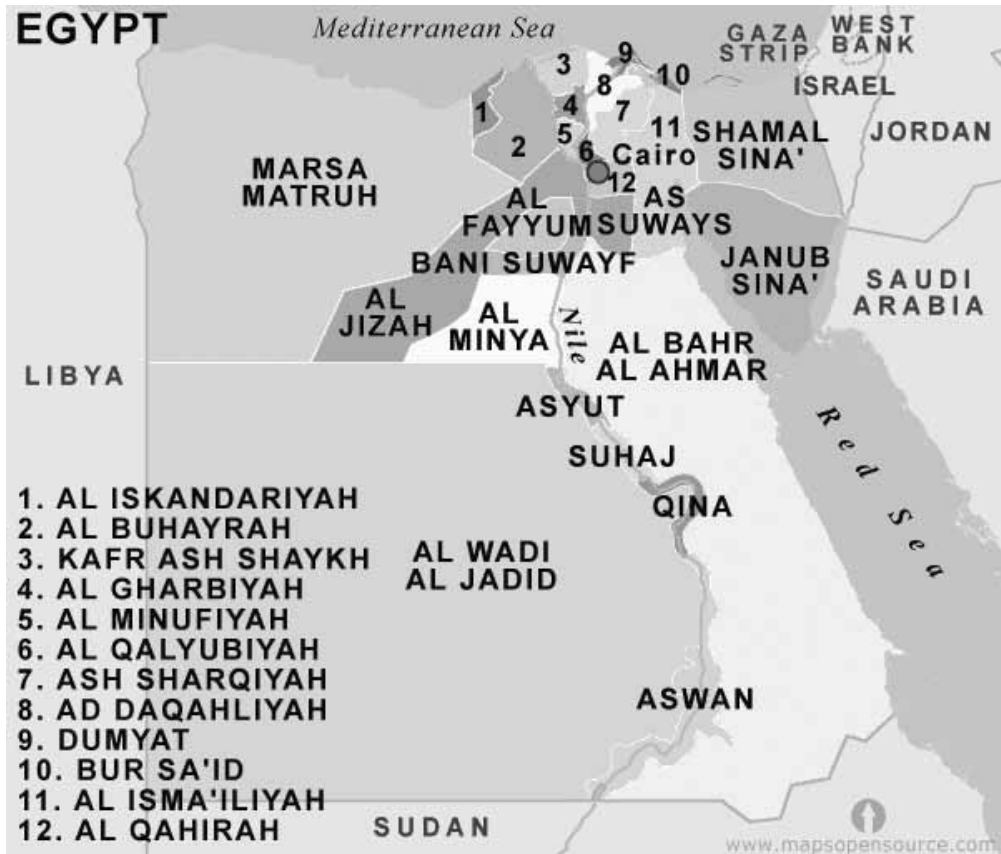 EGYPT
Mediterranean Sea
GAZA
STRIP
WEST
BANK
ISRAEL
JORDAN
9
3
10
8
1
4
7
2
5
11
6
Cairo
12
SHAMAL
SINA'
MARSA
MATRUH
AL
FAYYUM
AS
SUWAYS
BANI SUWAYF
JANUB
SINA'
SAUDI
ARABIA
AL
JIZAH
AL
MINYA
Nile
AL BAHR
AL AHMAR
LIBYA
ASYUT
Red Sea
SUHAJ
QINA
AL WADI
AL JADID
ASWAN
1. AL ISKANDARIYAH
2. AL BUHAYRAH
3. KAFR ASH SHAYKH
4. AL GHARBIYAH
5. AL MINUFIYAH
6. AL QALYUBIYAH
7. ASH SHARQIYAH
8. AD DAQAHLIYAH
9. DUMYAT
10. BUR SA'ID
11. AL ISMA'ILIYAH
12. AL QAHIRAH
SUDAN
www.mapsopensource.com